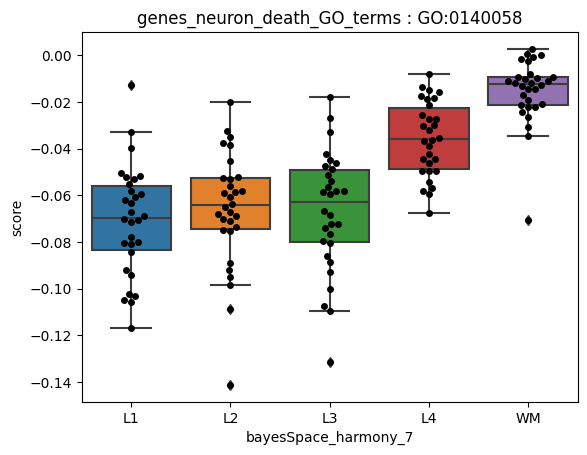 genes_neuron_death_GO_terms : GO:0140058
0.00
−0.02
−0.04
−0.06
−0.08
−0.10
−0.12
−0.14
score
L1 L2 L3 L4 WM
bayesSpace_harmony_7